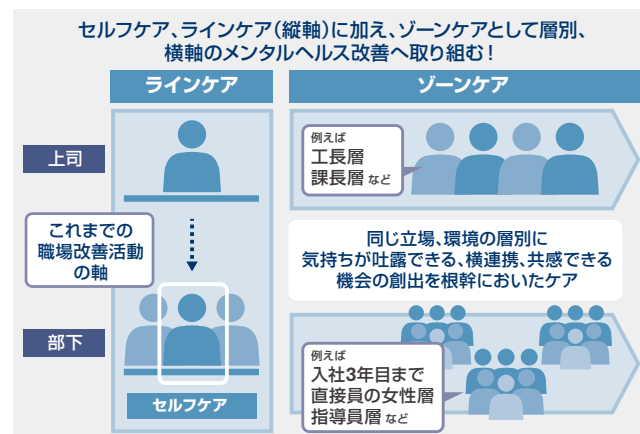 セルフケア、ラインケア（縦軸）に加え、ゾーンケアとして層別、
横軸のメンタルヘルス改善へ取り組む！
ラインケア
ゾーンケア
上司
例えば
工長層
課長層 など
これまでの
職場改善活動
の軸
同じ立場、環境の層別に
気持ちが吐露できる、横連携、共感できる
機会の創出を根幹においたケア
部下
例えば
入社3年目まで
直接員の女性層
指導員層 など
セルフケア